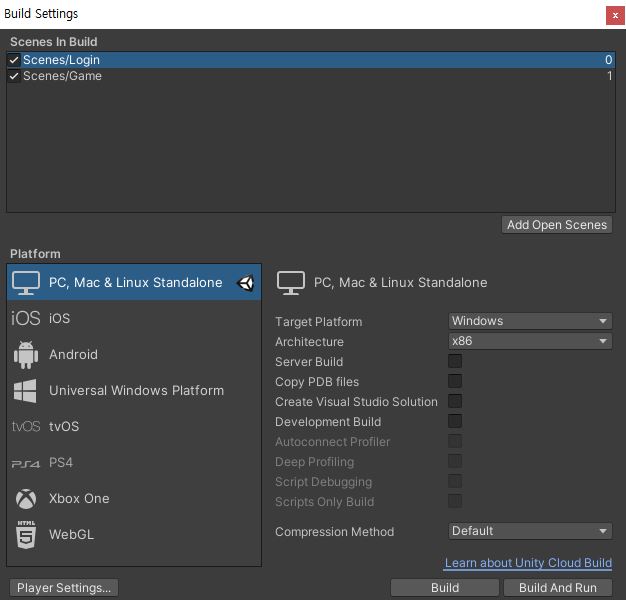 Build Settings
x
Scenes In Build
Scenes/Login 0
Scenes/Game 1
Add Open Scenes
Platform
PC, Mac & Linux Standalone
iOS iOS
Android
Universal Windows Platform
tvOS tvOS
PS4 PS4
Xbox One
HTML 5 WebGL
PC, Mac & Linux Standalone
Target Platform Windows
Architecture x86
Server Build
Copy PDB files
Create Visual Studio Solution
Development Build
Autoconnect Profiler
Deep Profiling
Script Debugging
Scripts Only Build
Compression Method Default
Learn about Unity Cloud Build
Player Settings... Build Build And Run